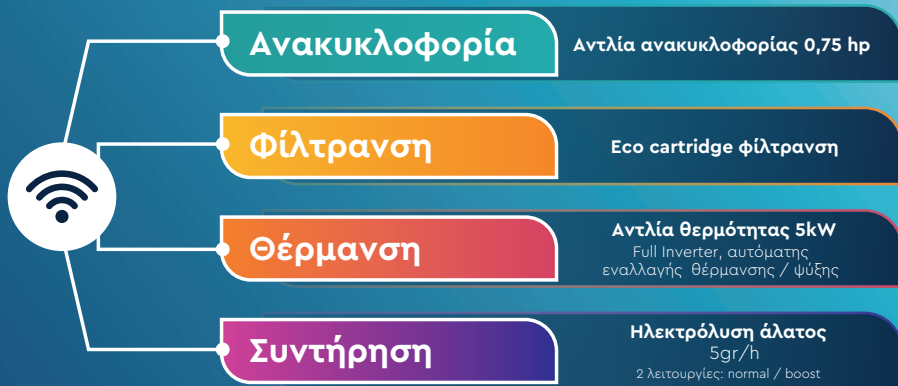 Ανακυκλοφορία
Αντλία ανακυκλοφορίας 0,75 hp
Φίλτρανση
Eco cartridge φίλτρανση
Θέρμανση
Αντλία θερμότητας 5kW
Full Inverter, αυτόματης
εναλλαγής θέρμανσης / ψύξης
Συντήρηση
Ηλεκτρόλυση άλατος
5gr/h
2 λειτουργίες: normal / boost